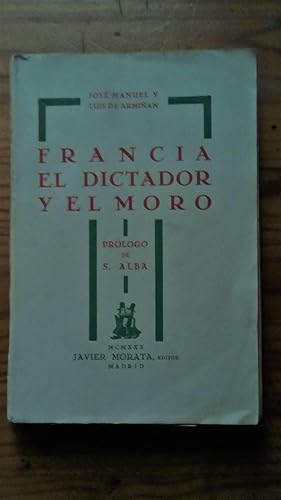 JOSÉ MANUEL Y
LUIS DE ARMIÑAN
FRANCIA
EL DICTADOR
Y EL MORO
PRÓLOGO
DE
S. ALBA
MCMXXX
JAVIER MORATA, EDITOR
MADRID